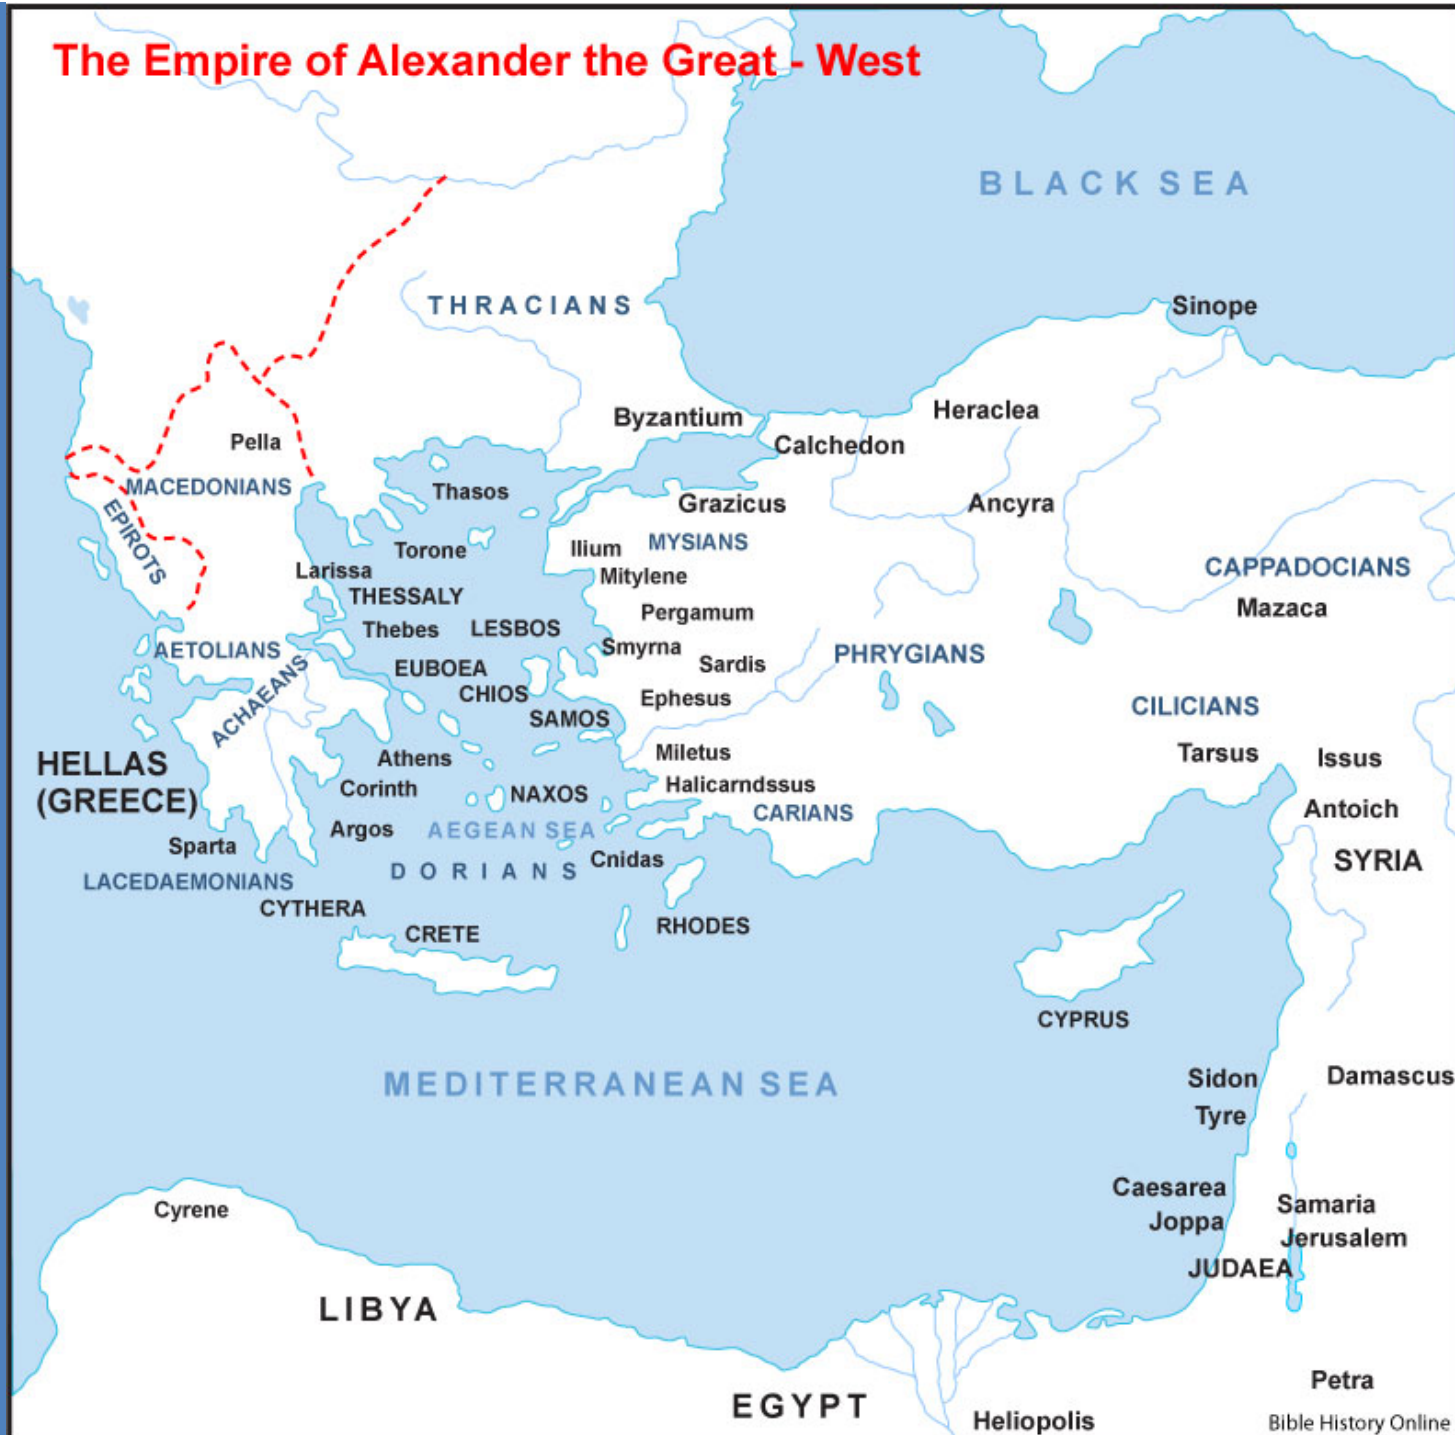 The Empire of Alexander the Great - West
BLACK SEA
THRACIANS
Sinope
Byzantium
Heraclea
Calchedon
Pella
MACEDONIANS
Thasos
Grazicus
Ancyra
EPIROTS
Torone
Ilium
MYSIANS
Larissa
Mitylene
CAPPADOCIANS
THESSALY
Mazaca
Pergamum
Thebes
LESBOS
AETOLIANS
Smyrna
PHRYGIANS
EUBOEA
Sardis
ACHAEANS
CHIOS
Ephesus
SAMOS
CILICIANS
HELLAS
(GREECE)
Athens
Miletus
Tarsus
Issus
Corinth
NAXOS
Halicarndssus
CARIANS
Antoich
Argos
AEGEAN SEA
Sparta
Cnidas
SYRIA
DORIANS
LACEDAEMONIANS
CYTHERA
RHODES
CRETE
CYPRUS
MEDITERRANEAN SEA
Sidon
Damascus
Tyre
Caesarea
Cyrene
Samaria
Joppa
Jerusalem
JUDAEA
LIBYA
Petra
EGYPT
Heliopolis
Bible History Online